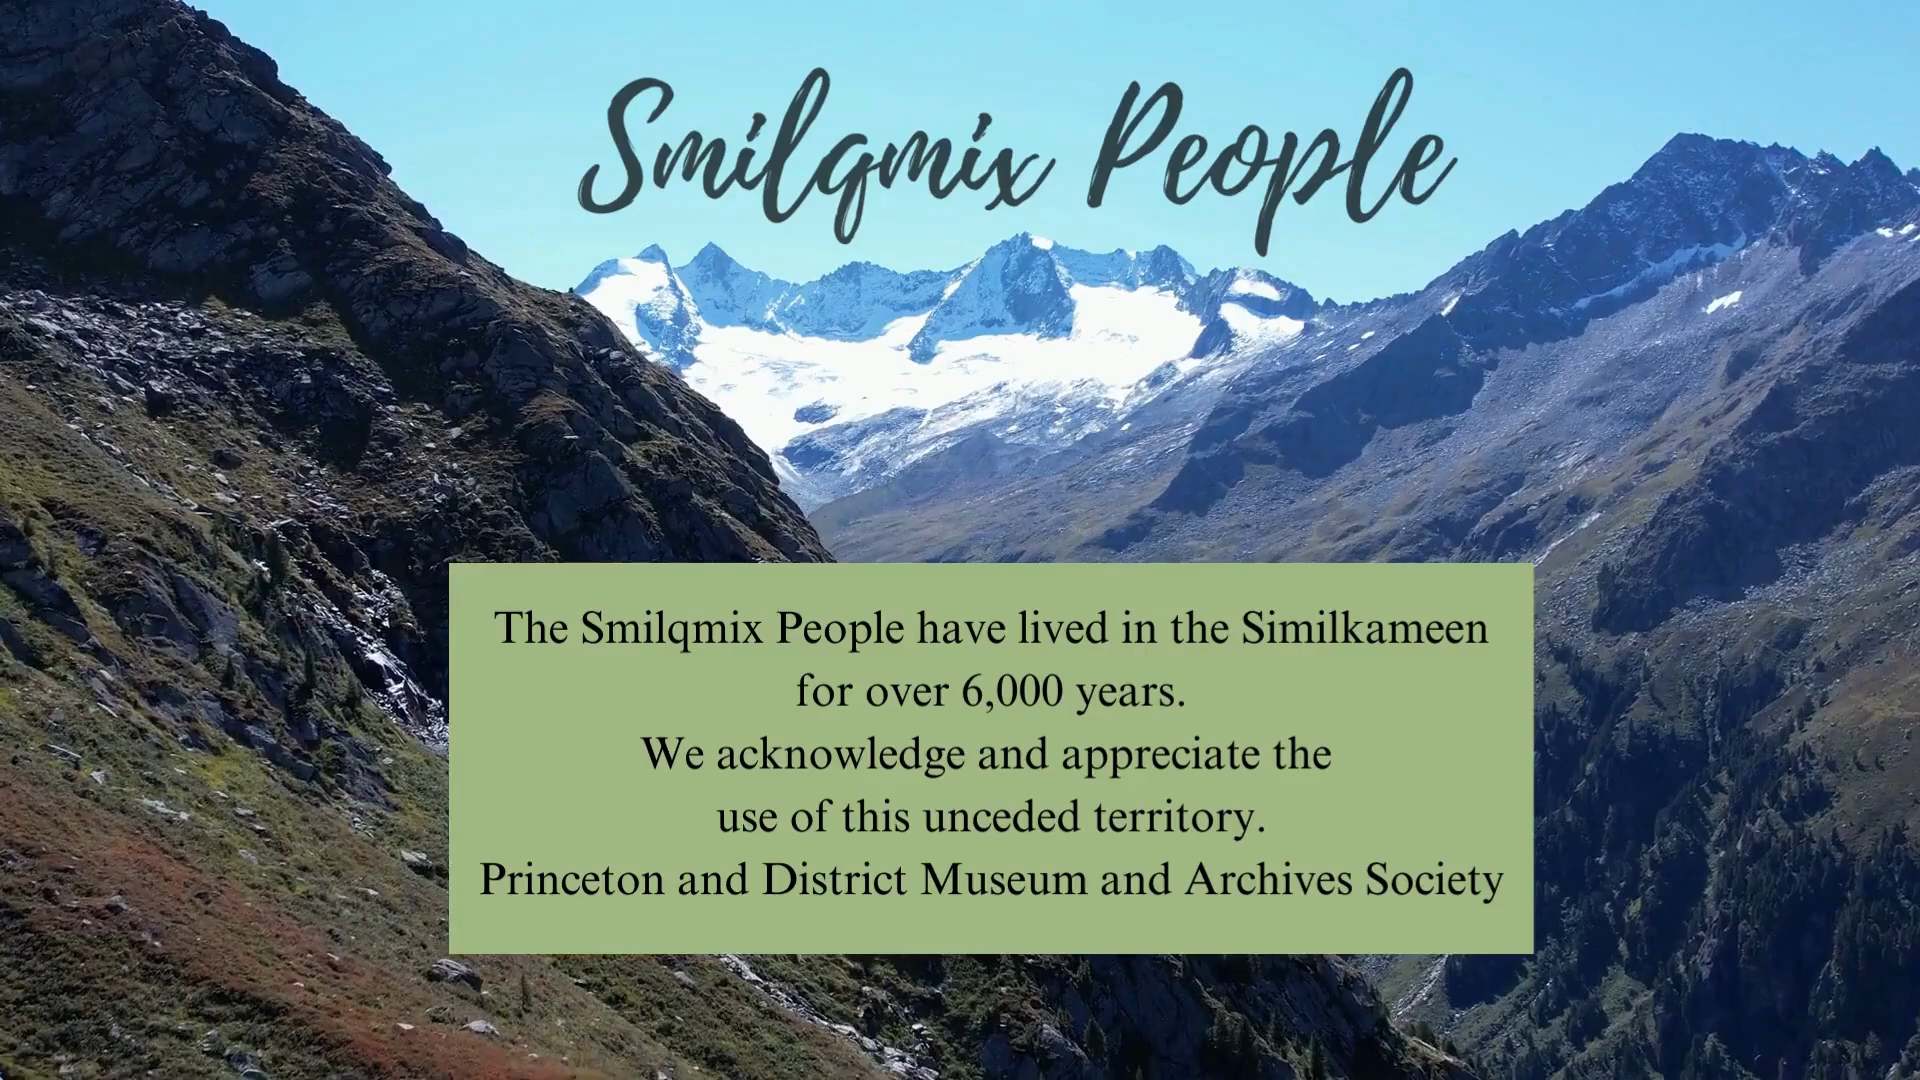 Smilqmix People
The Smilqmix People have lived in the Similkameen
for over 6,000 years.
We acknowledge and appreciate the
use of this unceded territory.
Princeton and District Museum and Archives Society